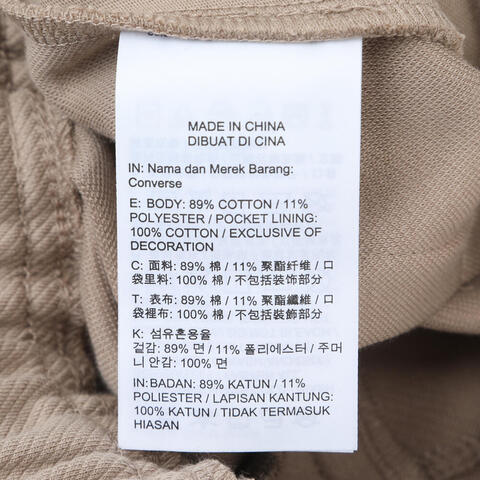 MADE IN CHINA
DIBUAT DI CINA
IN: Nama dan Merek Barang:
Converse
E: BODY: 89% COTTON / 11%
POLYESTER / POCKET LINING:
100% COTTON / EXCLUSIVE OF
DECORATION
C: 面料: 89% 棉 / 11% 聚酯纤维 / 口
袋里料: 100% 棉 / 不包括装饰部分
T: 表布: 89% 棉 / 11% 聚酯纖維 / 口
袋裡布: 100% 棉 / 不包括裝飾部分
K: 섬유혼용율
겉감: 89% 면 / 11% 폴리에스터 / 주머
니 안감: 100% 면
IN: BADAN: 89% KATUN / 11%
POLIESTER / LAPISAN KANTUNG:
100% KATUN / TIDAK TERMASUK
HIASAN